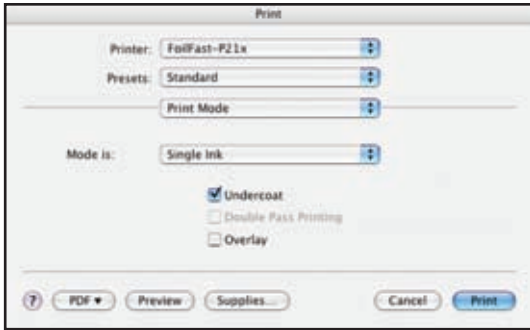 Print
Printer: FoilFast-P21x
Presets: Standard
Print Mode
Mode is: Single Ink
Undercoat
Double Pass Printing
Overlay
? PDF ▼ Preview Supplies... Cancel Print